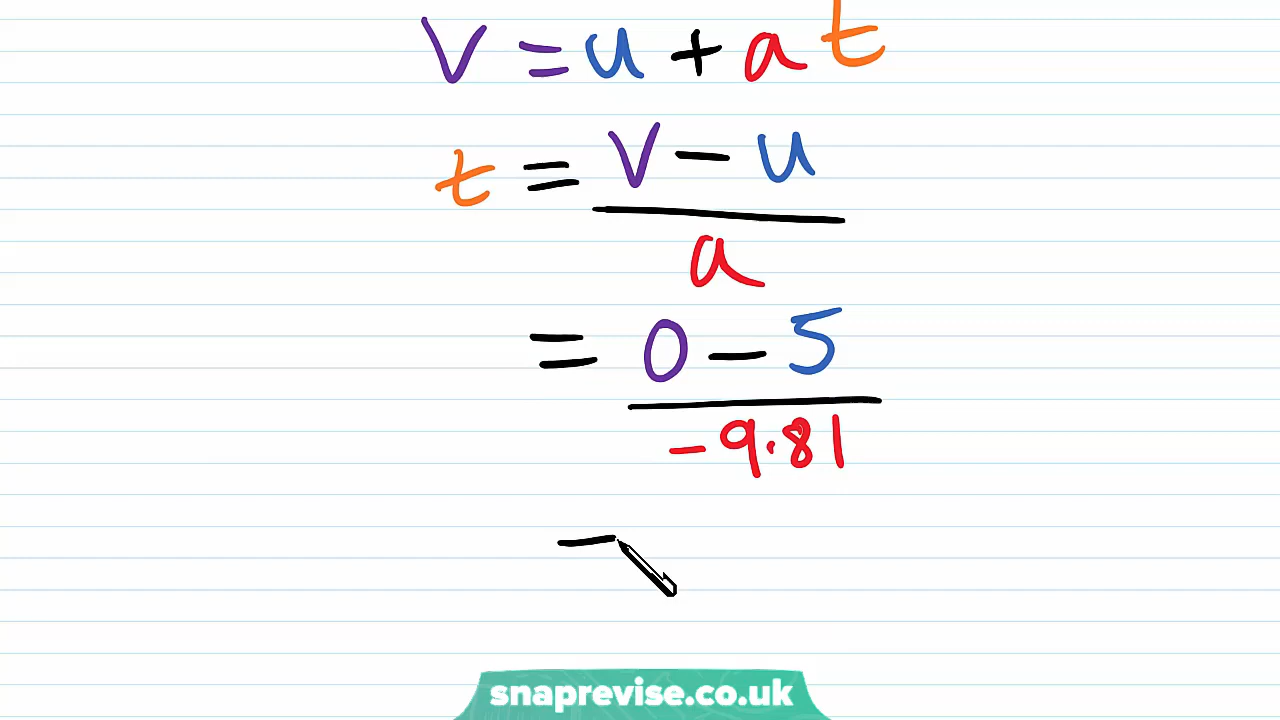 v = u + at
t = v - u
a
= 0 - 5
-9.81
snaprevise.co.uk